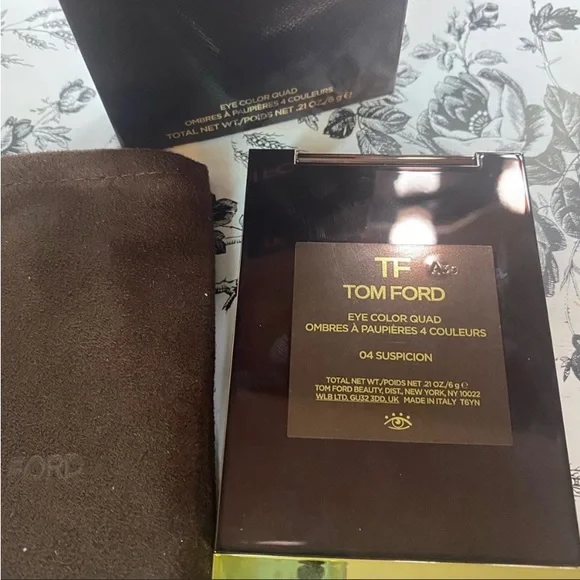 EYE COLOR QUAD
OMBRES À PAUPIÈRES 4 COULEURS
TOTAL NET WT./POIDS NET .21 OZ./6 g ℮
TF
TOM FORD
EYE COLOR QUAD
OMBRES À PAUPIÈRES 4 COULEURS
04 SUSPICION
TOTAL NET WT./POIDS NET .21 OZ./6 g ℮
TOM FORD BEAUTY, DIST., NEW YORK, NY 10022
WLB LTD, GU32 3DD, UK MADE IN ITALY T6YN
FORD